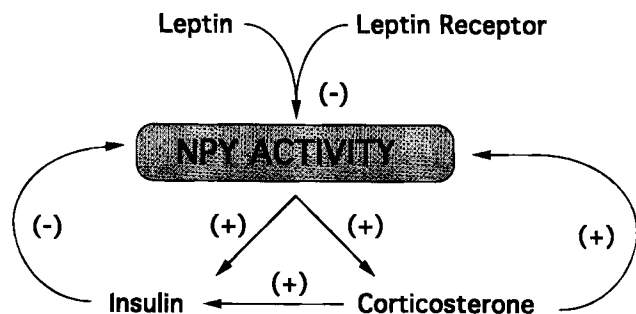 Leptin Leptin Receptor
(-)
NPY ACTIVITY
(-) (+) (+) (+)
(+)
Insulin Corticosterone